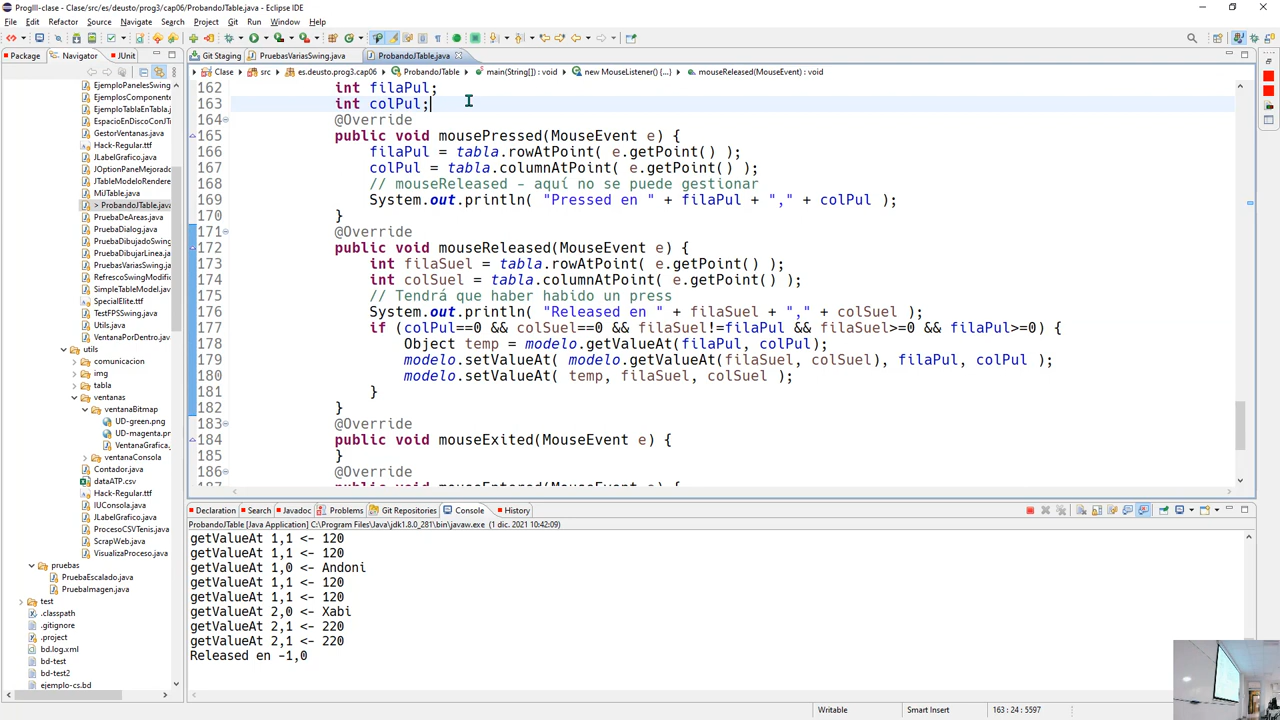 ProgIII-clase - Clase/src/es/deusto/prog3/cap06/ProbandoJTable.java - Eclipse IDE
File Edit Refactor Source Navigate Search Project Git Run Window Help
Package Navigator JUnit
Git Staging PruebasVariasSwing.java ProbandoJTable.java
Clase src es.deusto.prog3.cap06 ProbandoJTable main(String[]) : void new MouseListener() {...} mouseReleased(MouseEvent) : void
EjemploPanelesSwing
EjemplosComponente
EjemploTablaEnTabla.
EspacioEnDiscoConJT
GestorVentanas.java
Hack-Regular.ttf
JLabelGrafico.java
JOptionPaneMejorado
JTableModeloRendere
MiJTable.java
> ProbandoJTable.java
PruebaDeAreas.java
PruebaDialog.java
PruebaDibujadoSwing
PruebaDibujarLinea.j
PruebasVariasSwing.j
RefrescoSwingModific
SimpleTableModel.jav
SpecialElite.ttf
TestFPSSwing.java
Utils.java
VentanaPorDentro.jav
utils
comunicacion
img
tabla
ventanas
ventanaBitmap
UD-green.png
UD-magenta.png
VentanaGrafica.
ventanaConsola
Contador.java
dataATP.csv
Hack-Regular.ttf
IUConsola.java
JLabelGrafico.java
ProcesoCSVTenis.java
ScrapWeb.java
VisualizaProceso.java
pruebas
PruebaEscalado.java
PruebaImagen.java
test
.classpath
.gitignore
.project
bd.log.xml
bd-test
bd-test2
ejemplo-cs.bd
162 int filaPul;
163 int colPul;
164 @Override
165 public void mousePressed(MouseEvent e) {
166 filaPul = tabla.rowAtPoint( e.getPoint() );
167 colPul = tabla.columnAtPoint( e.getPoint() );
168 // mouseReleased - aquí no se puede gestionar
169 System.out.println( "Pressed en " + filaPul + "," + colPul );
170 }
171 @Override
172 public void mouseReleased(MouseEvent e) {
173 int filaSuel = tabla.rowAtPoint( e.getPoint() );
174 int colSuel = tabla.columnAtPoint( e.getPoint() );
175 // Tendrá que haber habido un press
176 System.out.println( "Released en " + filaSuel + "," + colSuel );
177 if (colPul==0 && colSuel==0 && filaSuel!=filaPul && filaSuel>=0 && filaPul>=0) {
178 Object temp = modelo.getValueAt(filaPul, colPul);
179 modelo.setValueAt( modelo.getValueAt(filaSuel, colSuel), filaPul, colPul );
180 modelo.setValueAt( temp, filaSuel, colSuel );
181 }
182 }
183 @Override
184 public void mouseExited(MouseEvent e) {
185 }
186 @Override
Declaration Search Javadoc Problems Git Repositories Console History
ProbandoJTable [Java Application] C:\Program Files\Java\jdk1.8.0_281\bin\javaw.exe (1 dic. 2021 10:42:09)
getValueAt 1,1 <- 120
getValueAt 1,1 <- 120
getValueAt 1,0 <- Andoni
getValueAt 1,1 <- 120
getValueAt 1,1 <- 120
getValueAt 2,0 <- Xabi
getValueAt 2,1 <- 220
getValueAt 2,1 <- 220
Released en -1,0
Writable Smart Insert 163 : 24 : 5597